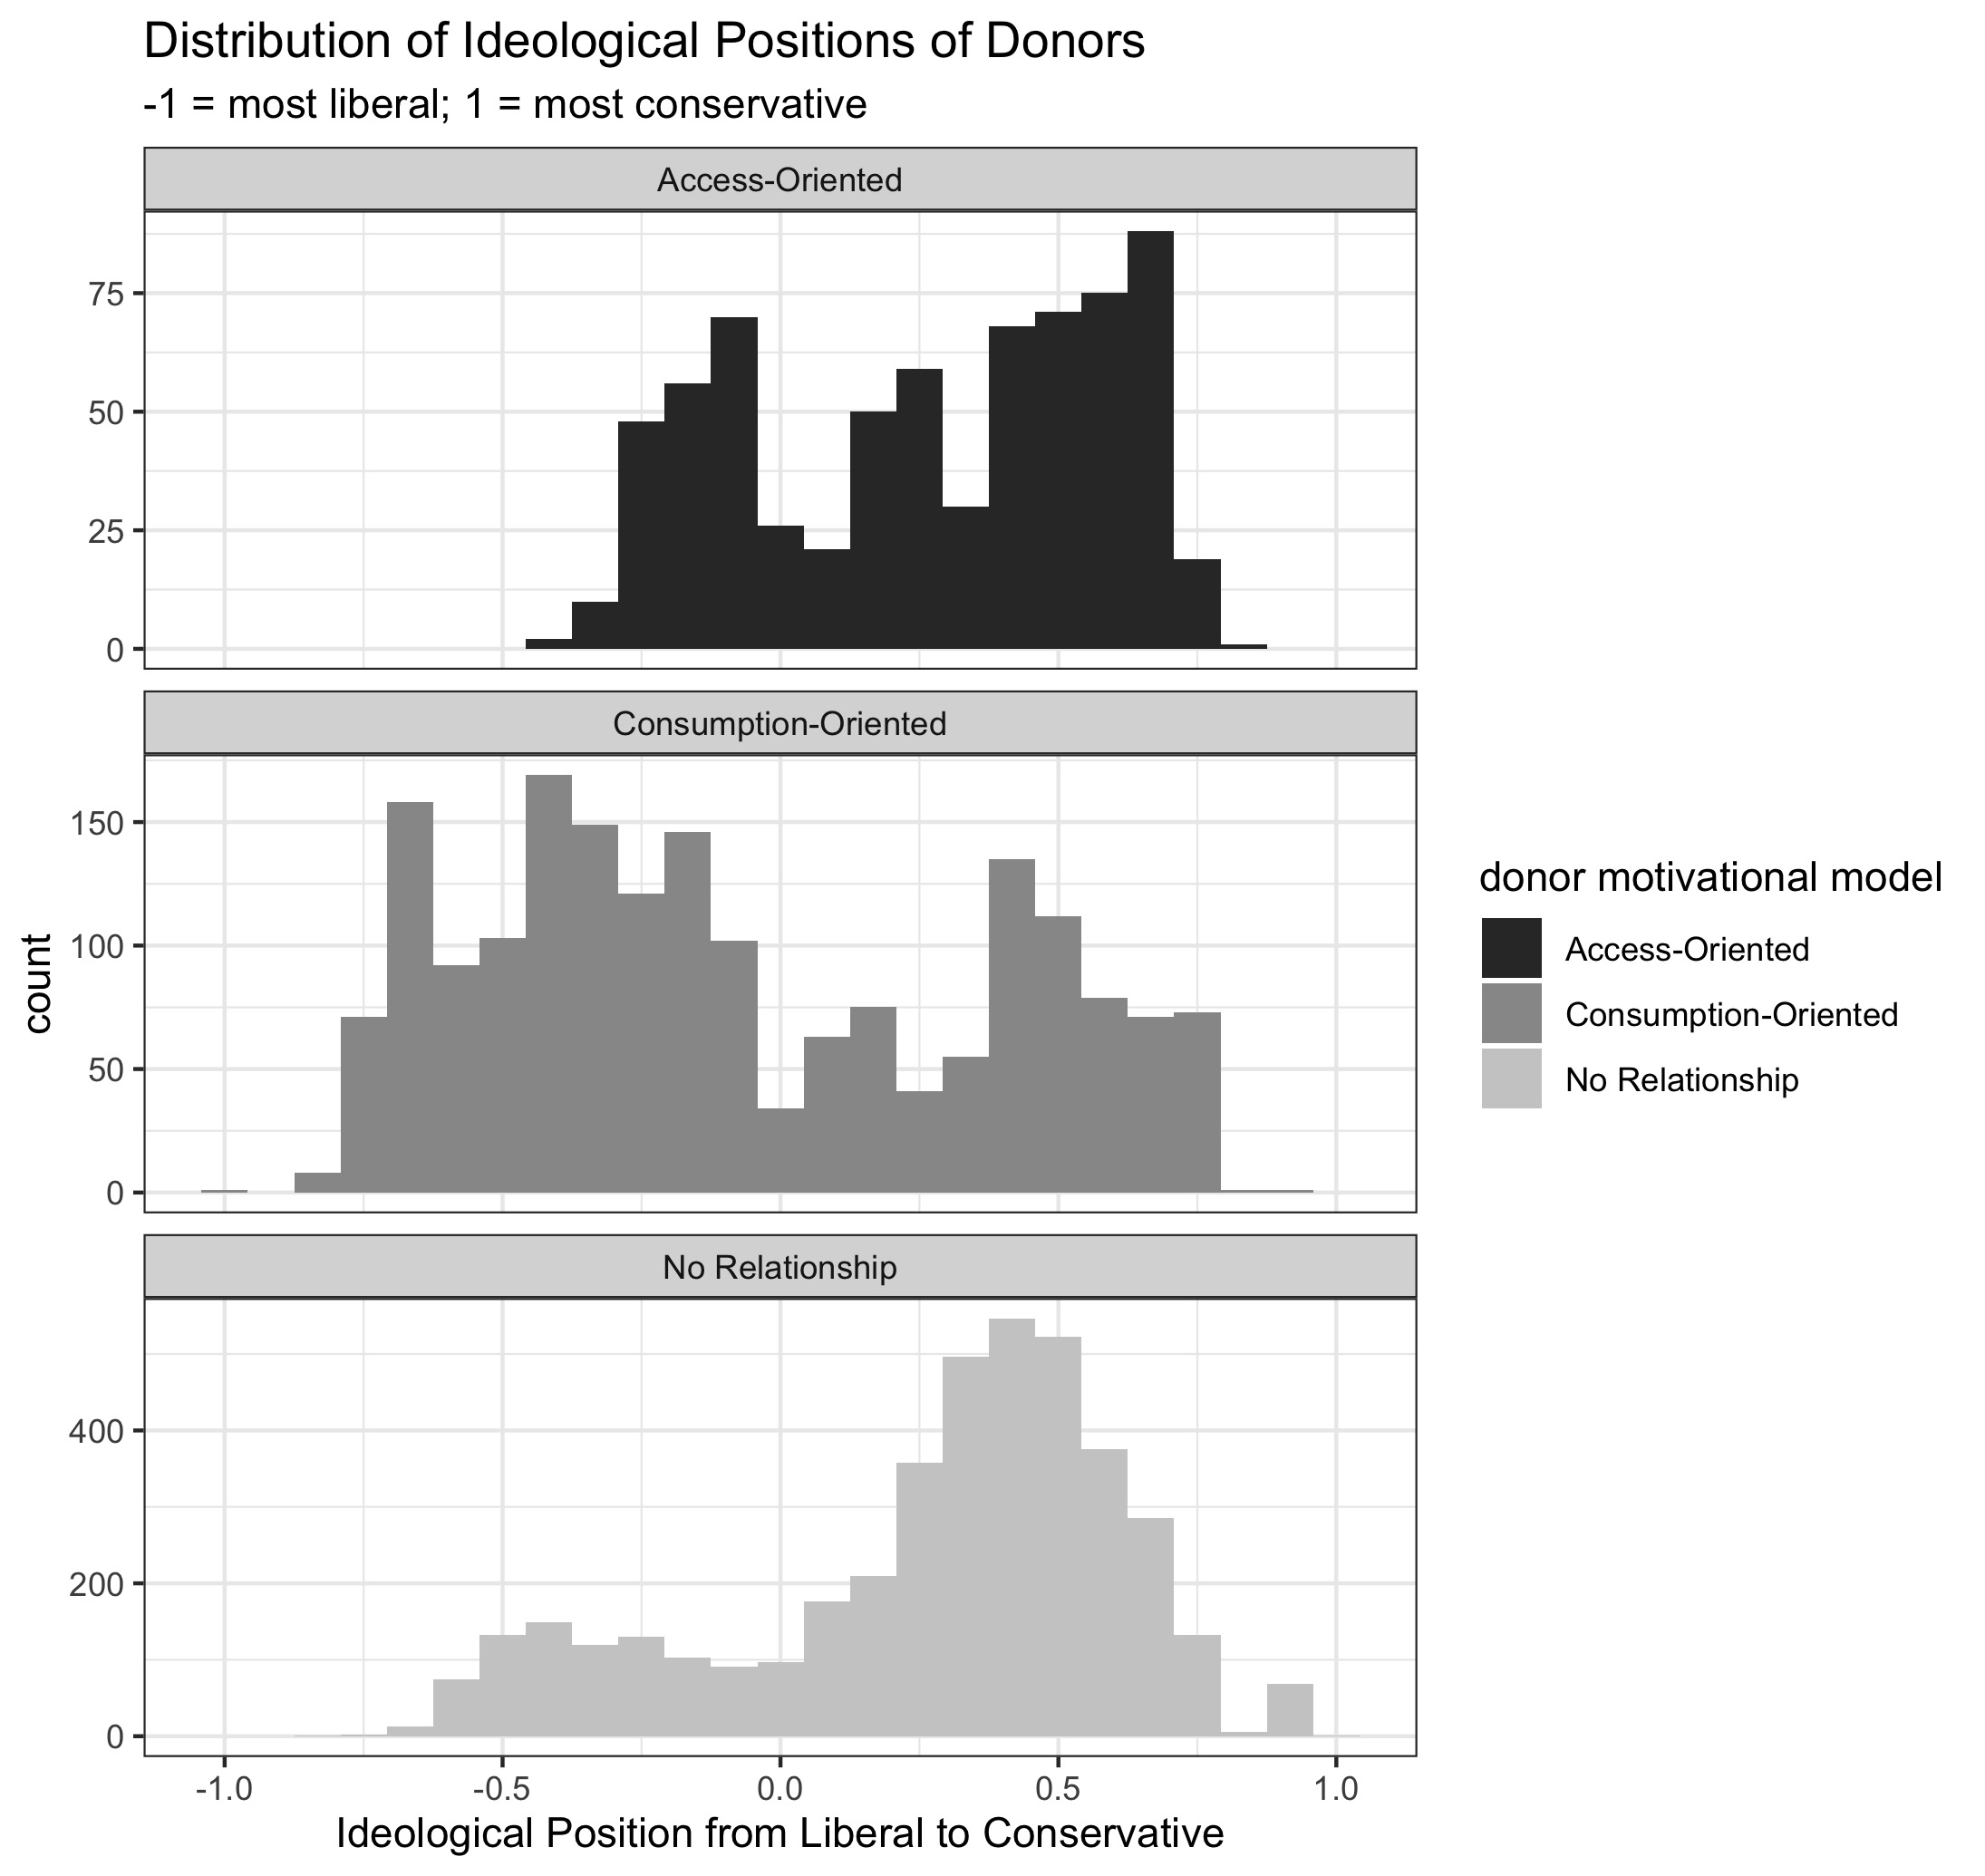 Distribution of Ideological Positions of Donors
-1 = most liberal; 1 = most conservative
Access-Oriented
75
50
25
0
Consumption-Oriented
150
100
50
0
count
No Relationship
400
200
0
-1.0 -0.5 0.0 0.5 1.0
Ideological Position from Liberal to Conservative
donor motivational model
Access-Oriented
Consumption-Oriented
No Relationship